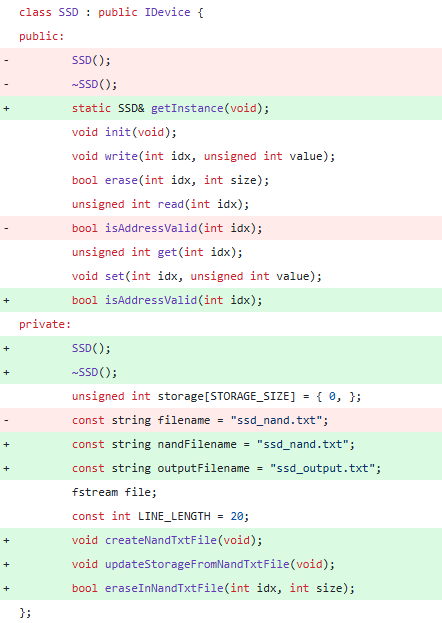 class SSD : public IDevice {
public:
- SSD();
- ~SSD();
+ static SSD& getInstance(void);
void init(void);
void write(int idx, unsigned int value);
bool erase(int idx, int size);
unsigned int read(int idx);
- bool isAddressValid(int idx);
unsigned int get(int idx);
void set(int idx, unsigned int value);
+ bool isAddressValid(int idx);
private:
+ SSD();
+ ~SSD();
unsigned int storage[STORAGE_SIZE] = { 0, };
- const string filename = "ssd_nand.txt";
+ const string nandFilename = "ssd_nand.txt";
+ const string outputFilename = "ssd_output.txt";
fstream file;
const int LINE_LENGTH = 20;
+ void createNandTxtFile(void);
+ void updateStorageFromNandTxtFile(void);
+ bool eraseInNandTxtFile(int idx, int size);
};